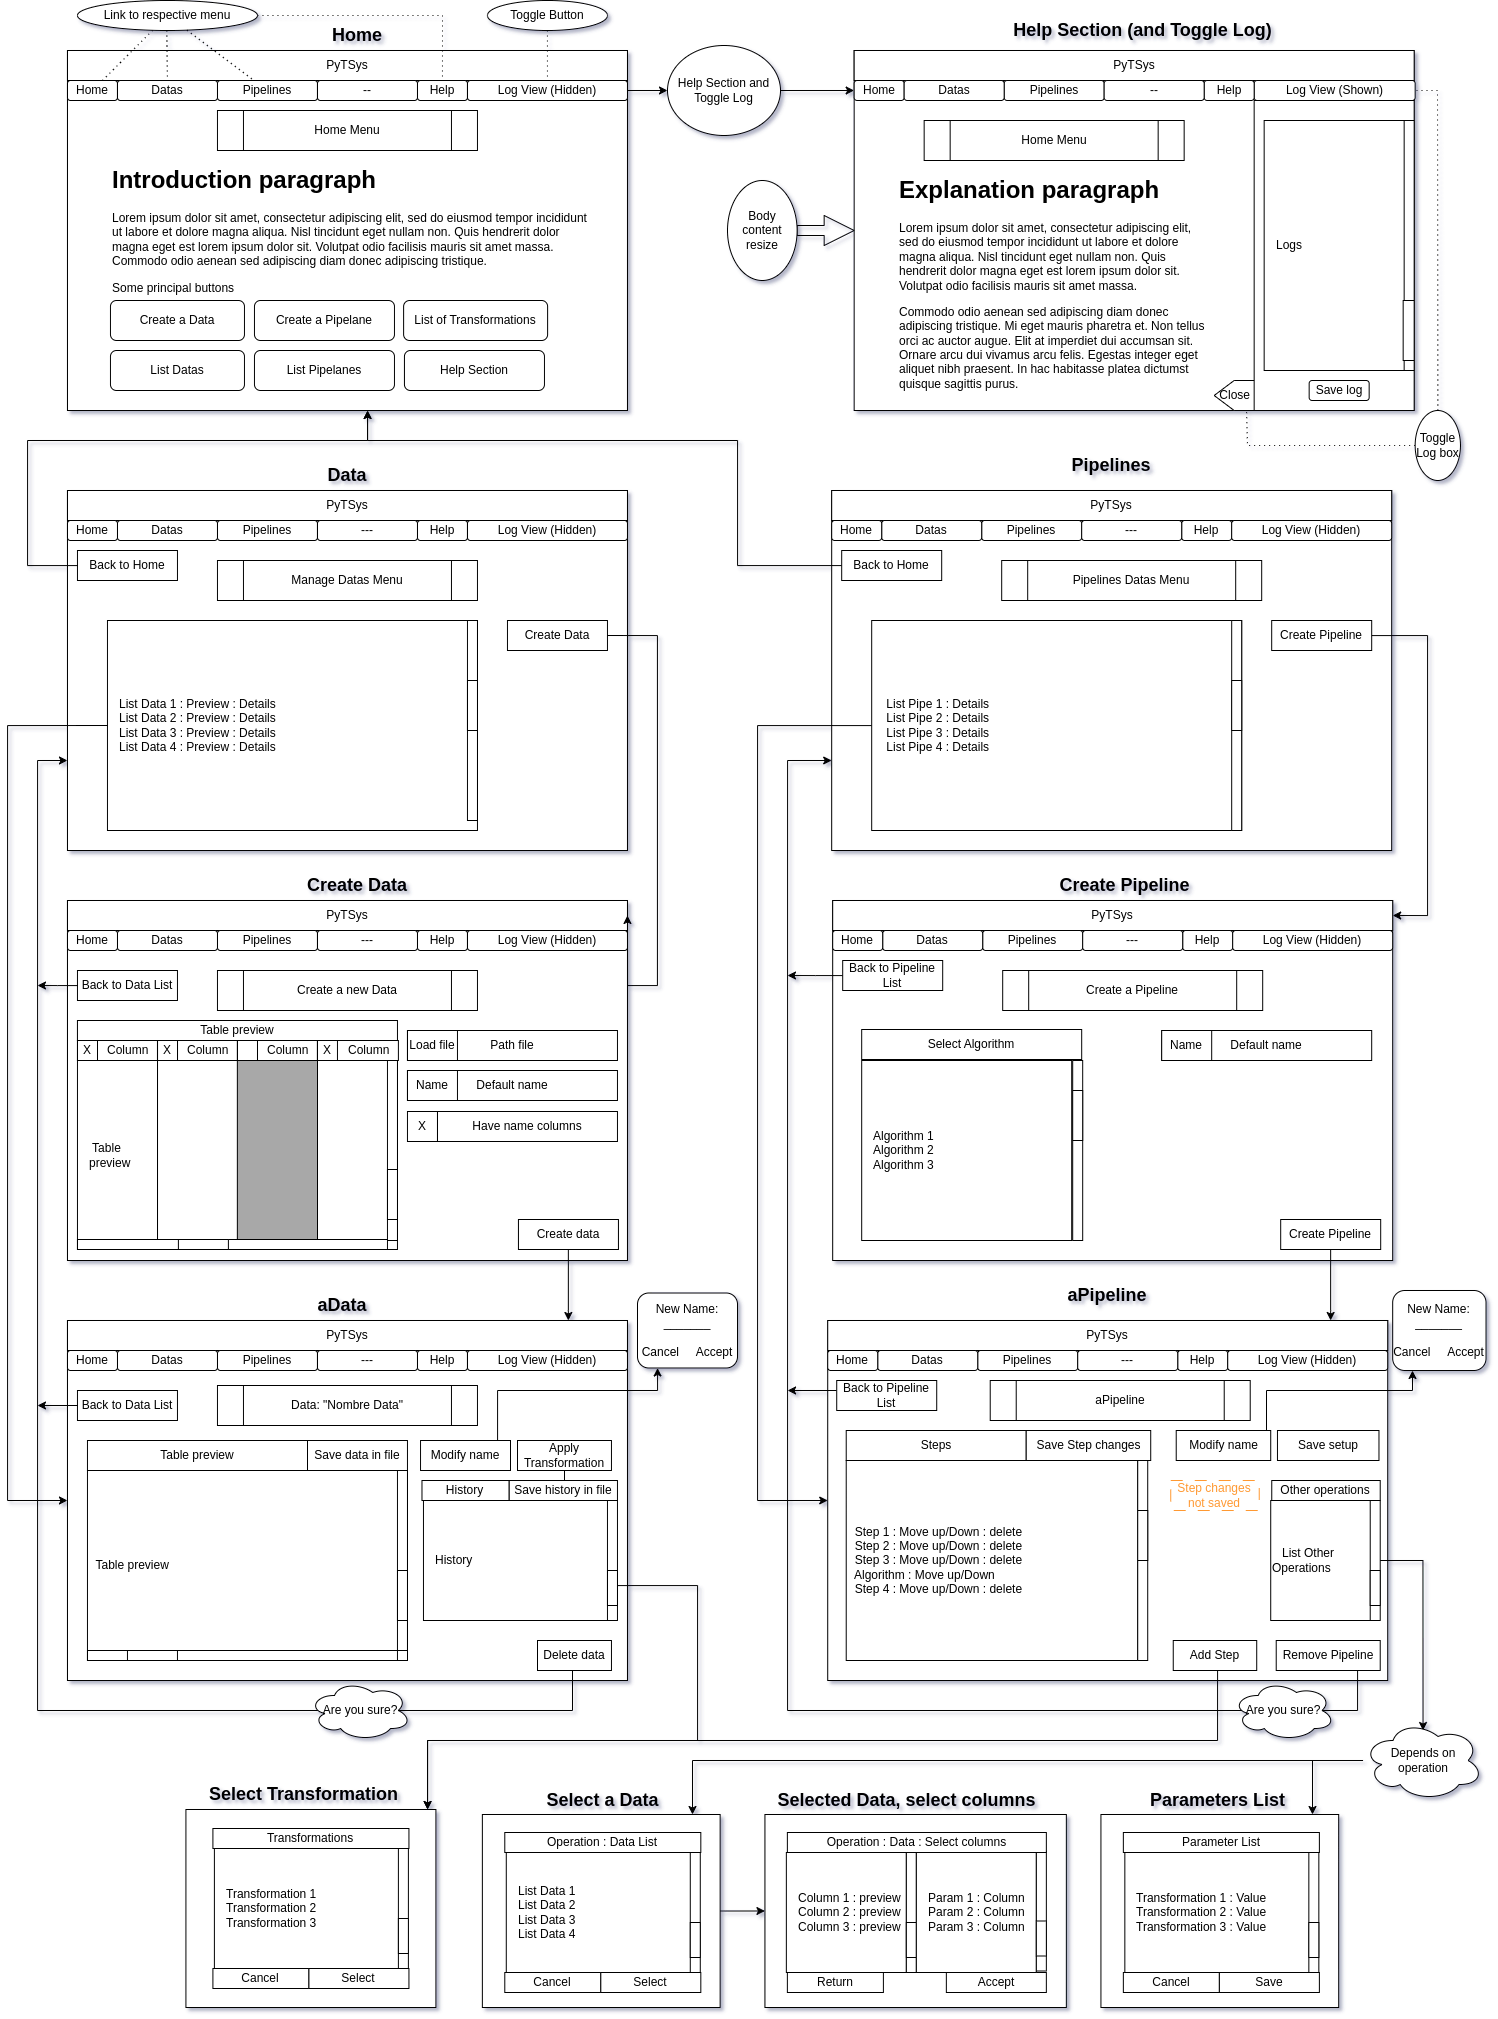 Link to respective menu
Toggle Button
Home
PyTSys
Home
Datas
Pipelines
--
Help
Log View (Hidden)
Home Menu
Introduction paragraph
Lorem ipsum dolor sit amet, consectetur adipiscing elit, sed do eiusmod tempor incididunt
ut labore et dolore magna aliqua. Nisl tincidunt eget nullam non. Quis hendrerit dolor
magna eget est lorem ipsum dolor sit. Volutpat odio facilisis mauris sit amet massa.
Commodo odio aenean sed adipiscing diam donec adipiscing tristique.
Some principal buttons
Create a Data
Create a Pipelane
List of Transformations
List Datas
List Pipelanes
Help Section
Help Section and
Toggle Log
Help Section (and Toggle Log)
PyTSys
Home
Datas
Pipelines
--
Help
Log View (Shown)
Home Menu
Explanation paragraph
Lorem ipsum dolor sit amet, consectetur adipiscing elit,
sed do eiusmod tempor incididunt ut labore et dolore
magna aliqua. Nisl tincidunt eget nullam non. Quis
hendrerit dolor magna eget est lorem ipsum dolor sit.
Volutpat odio facilisis mauris sit amet massa.
Commodo odio aenean sed adipiscing diam donec
adipiscing tristique. Mi eget mauris pharetra et. Non tellus
orci ac auctor augue. Elit at imperdiet dui accumsan sit.
Ornare arcu dui vivamus arcu felis. Egestas integer eget
aliquet nibh praesent. In hac habitasse platea dictumst
quisque sagittis purus.
Logs
Close
Save log
Body
content
resize
Toggle
Log box
Data
PyTSys
Home
Datas
Pipelines
---
Help
Log View (Hidden)
Back to Home
Manage Datas Menu
Create Data
List Data 1 : Preview : Details
List Data 2 : Preview : Details
List Data 3 : Preview : Details
List Data 4 : Preview : Details
Pipelines
PyTSys
Home
Datas
Pipelines
---
Help
Log View (Hidden)
Back to Home
Pipelines Datas Menu
Create Pipeline
List Pipe 1 : Details
List Pipe 2 : Details
List Pipe 3 : Details
List Pipe 4 : Details
Create Data
PyTSys
Home
Datas
Pipelines
---
Help
Log View (Hidden)
Back to Data List
Create a new Data
Table preview
X
Column
X
Column
Column
X
Column
Table
preview
Load file
Path file
Name
Default name
X
Have name columns
Create data
Create Pipeline
PyTSys
Home
Datas
Pipelines
---
Help
Log View (Hidden)
Back to Pipeline
List
Create a Pipeline
Select Algorithm
Algorithm 1
Algorithm 2
Algorithm 3
Name
Default name
Create Pipeline
aData
PyTSys
Home
Datas
Pipelines
---
Help
Log View (Hidden)
Back to Data List
Data: "Nombre Data"
Table preview
Save data in file
Modify name
Apply
Transformation
History
Save history in file
Table preview
History
Delete data
Are you sure?
New Name:
_______
Cancel
Accept
aPipeline
PyTSys
Home
Datas
Pipelines
---
Help
Log View (Hidden)
Back to Pipeline
List
aPipeline
Steps
Save Step changes
Modify name
Save setup
Step changes
not saved
Other operations
Step 1 : Move up/Down : delete
Step 2 : Move up/Down : delete
Step 3 : Move up/Down : delete
Algorithm : Move up/Down
Step 4 : Move up/Down : delete
List Other
Operations
Add Step
Remove Pipeline
Are you sure?
New Name:
_______
Cancel
Accept
Depends on
operation
Select Transformation
Transformations
Transformation 1
Transformation 2
Transformation 3
Cancel
Select
Select a Data
Operation : Data List
List Data 1
List Data 2
List Data 3
List Data 4
Cancel
Select
Selected Data, select columns
Operation : Data : Select columns
Column 1 : preview
Column 2 : preview
Column 3 : preview
Param 1 : Column
Param 2 : Column
Param 3 : Column
Return
Accept
Parameters List
Parameter List
Transformation 1 : Value
Transformation 2 : Value
Transformation 3 : Value
Cancel
Save